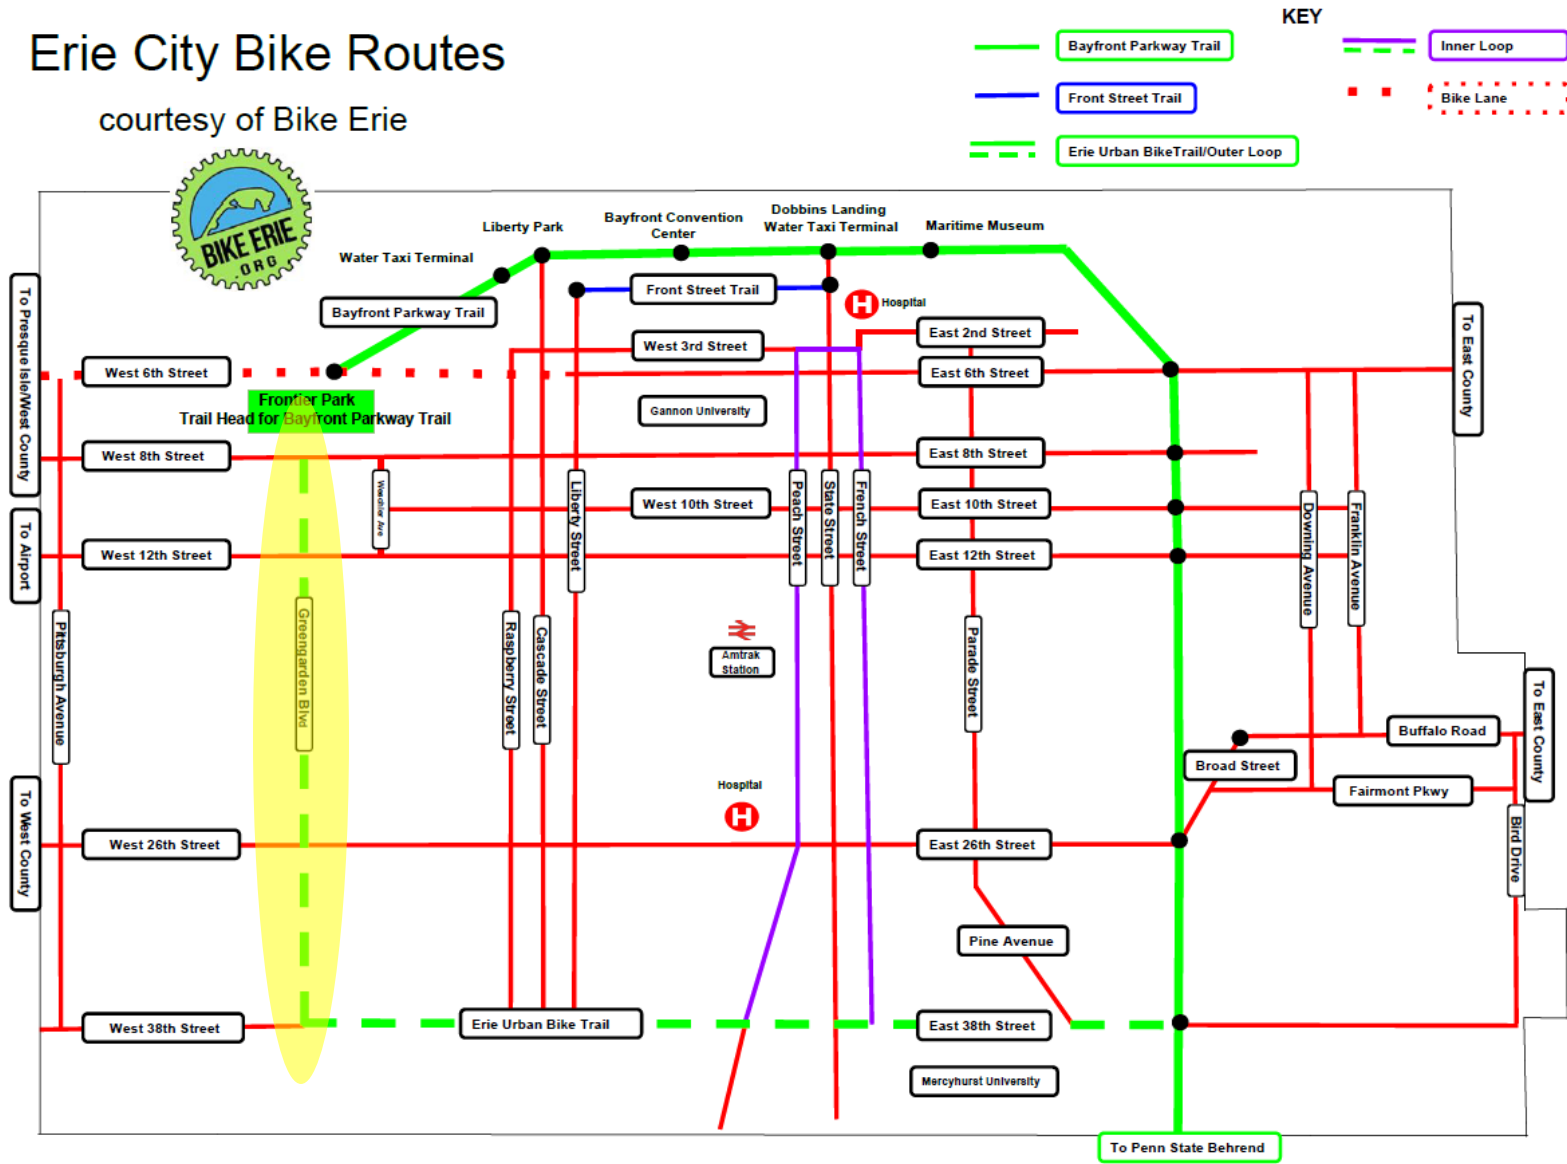 Erie City Bike Routes
courtesy of Bike Erie
BIKE ERIE
.ORG
KEY
Bayfront Parkway Trail
Inner Loop
Front Street Trail
Bike Lane
Erie Urban BikeTrail/Outer Loop
Liberty Park
Bayfront Convention
Center
Dobbins Landing
Water Taxi Terminal
Maritime Museum
Water Taxi Terminal
Bayfront Parkway Trail
Front Street Trail
H Hospital
To Presque Isle/West County
To East County
West 3rd Street
East 2nd Street
West 6th Street
East 6th Street
Frontier Park
Trail Head for Bayfront Parkway Trail
Gannon University
West 8th Street
East 8th Street
Weschler Ave
Liberty Street
West 10th Street
Peach Street
State Street
French Street
East 10th Street
Downing Avenue
Franklin Avenue
To Airport
West 12th Street
East 12th Street
Pittsburgh Avenue
Greengarden Blvd
Raspberry Street
Cascade Street
Amtrak
Station
Parade Street
To East County
Buffalo Road
Broad Street
Fairmont Pkwy
Hospital
H
To West County
West 26th Street
East 26th Street
Bird Drive
Pine Avenue
West 38th Street
Erie Urban Bike Trail
East 38th Street
Mercyhurst University
To Penn State Behrend